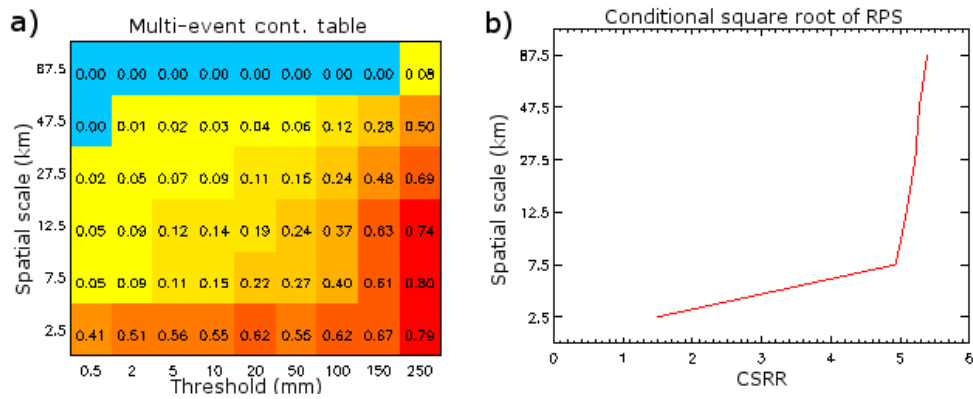 a)
Multi-event cont. table
Spatial scale (km)
87.5 0.00 0.00 0.00 0.00 0.00 0.00 0.00 0.00 0.08
47.5 0.00 0.01 0.02 0.03 0.04 0.06 0.12 0.28 0.50
27.5 0.02 0.05 0.07 0.09 0.11 0.15 0.24 0.48 0.69
12.5 0.05 0.09 0.12 0.14 0.19 0.24 0.37 0.63 0.74
7.5 0.05 0.09 0.11 0.15 0.22 0.27 0.40 0.61 0.80
2.5 0.41 0.51 0.56 0.55 0.62 0.55 0.62 0.67 0.79
0.5 2 5 10 20 50 100 150 250
Threshold (mm)
b)
Conditional square root of RPS
Spatial scale (km)
87.5
47.5
27.5
12.5
7.5
2.5
0 1 2 3 4 5 6
CSRR